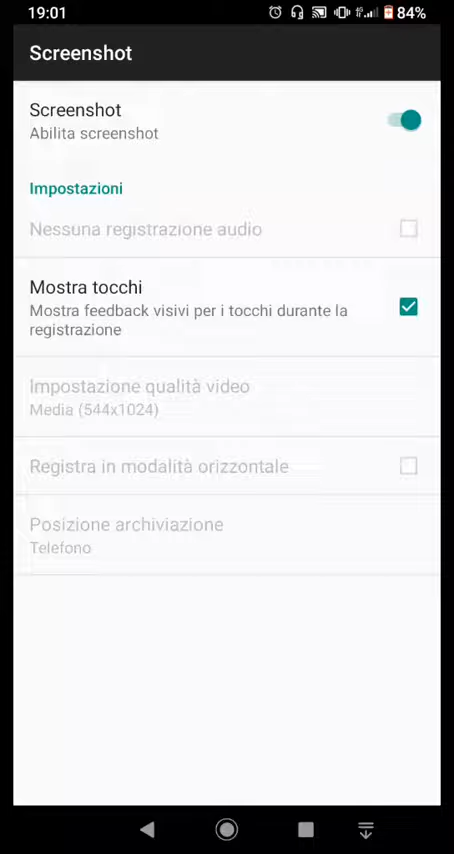 19:01
84%
Screenshot
Screenshot
Abilita screenshot
Impostazioni
Nessuna registrazione audio
Mostra tocchi
Mostra feedback visivi per i tocchi durante la
registrazione
Impostazione qualità video
Media (544x1024)
Registra in modalità orizzontale
Posizione archiviazione
Telefono